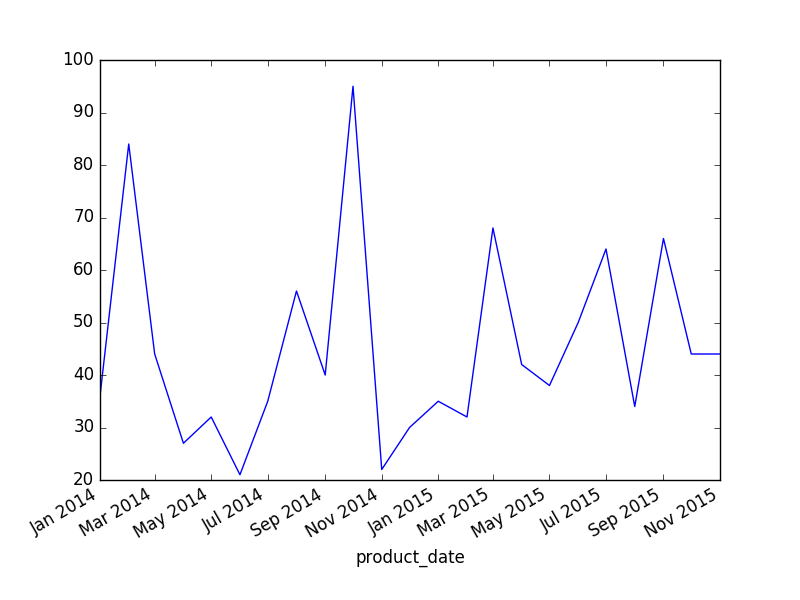 100
90
80
70
60
50
40
30
20
Jan 2014
Mar 2014
May 2014
Jul 2014
Sep 2014
Nov 2014
Jan 2015
Mar 2015
May 2015
Jul 2015
Sep 2015
Nov 2015
product_date